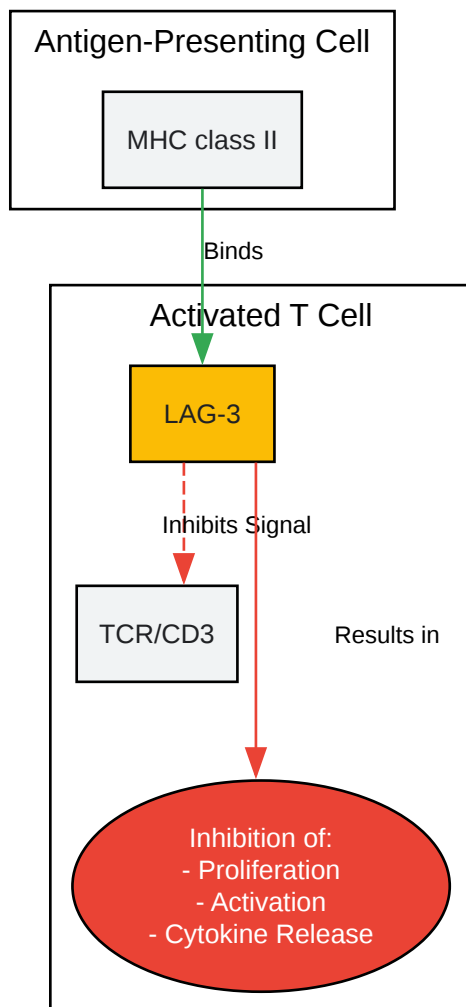 Antigen-Presenting Cell
MHC class II
Binds
Activated T Cell
LAG-3
Inhibits Signal
TCR/CD3
Results in
Inhibition of:
- Proliferation
- Activation
- Cytokine Release